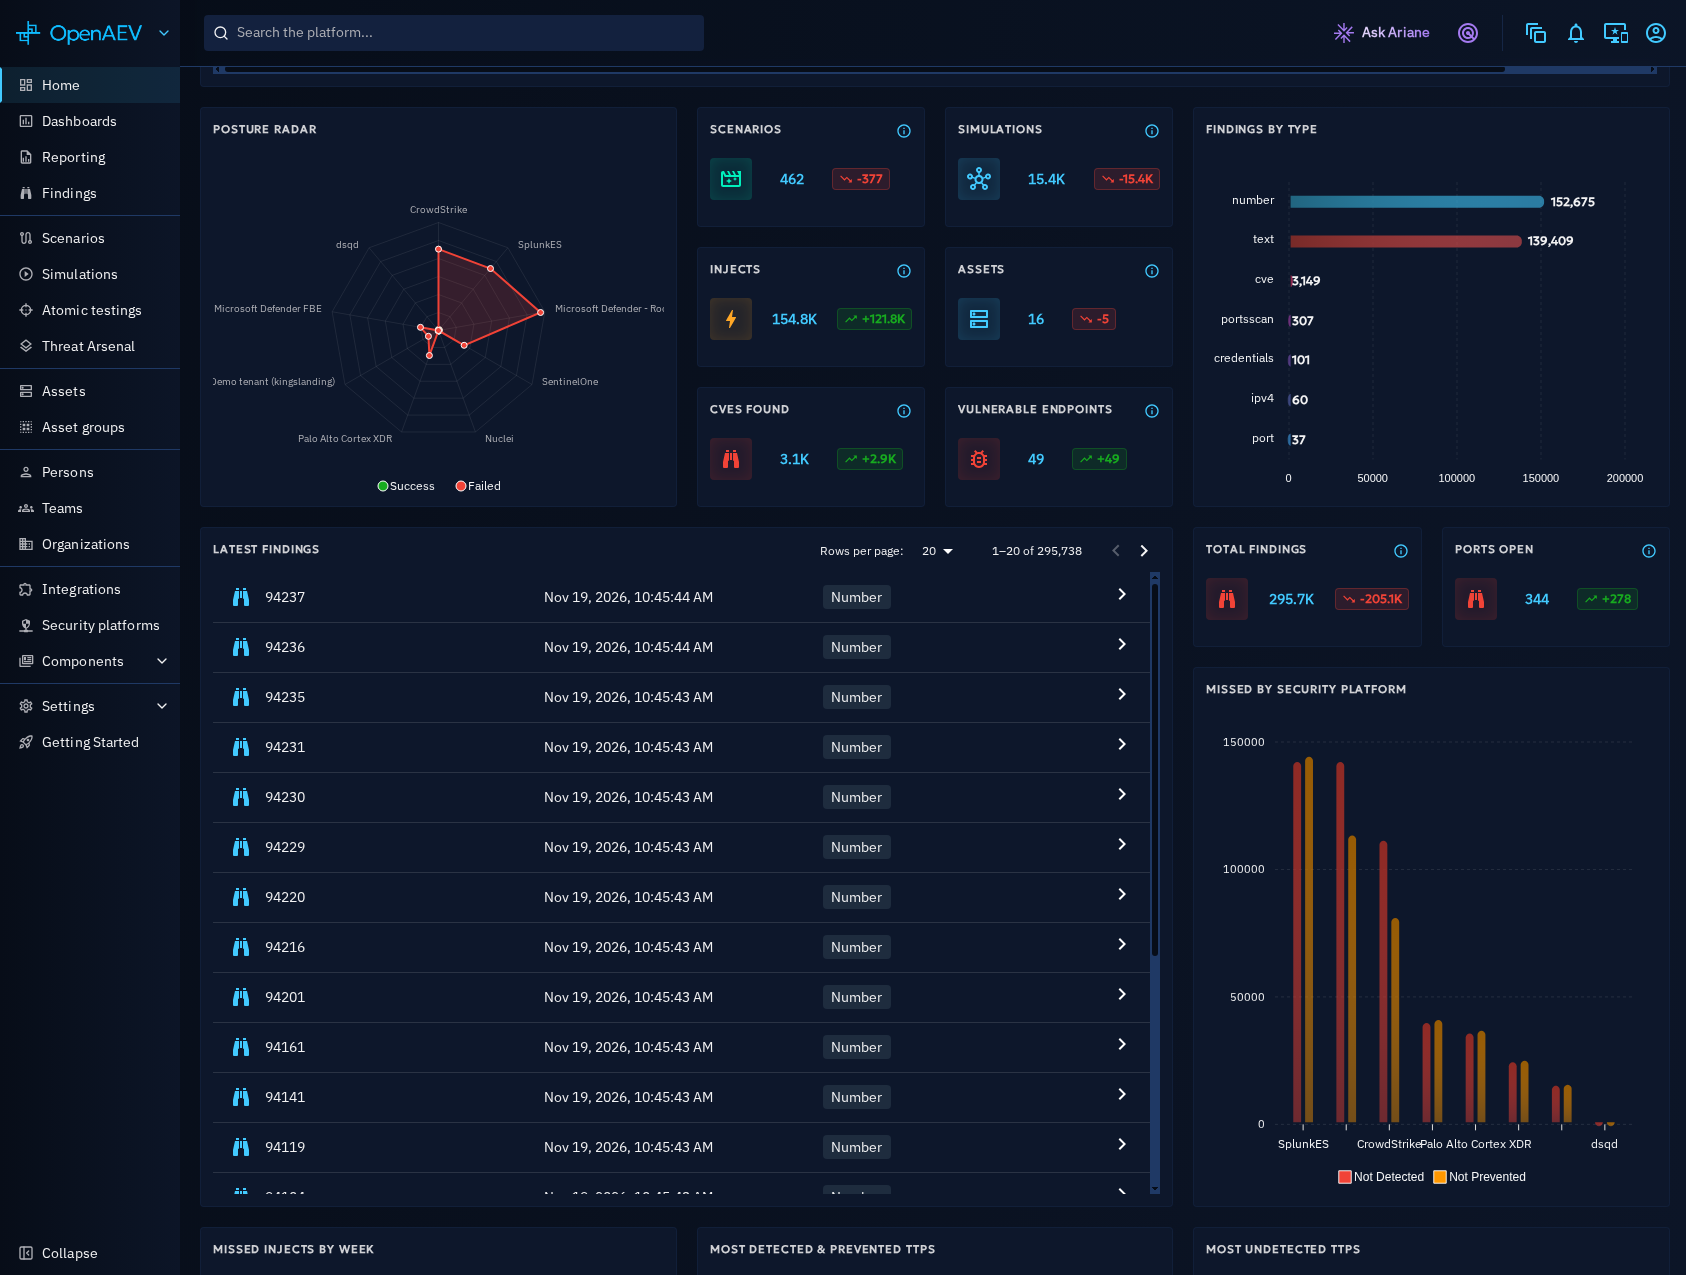 OpenAEV
Search the platform...
Ask Ariane
Home
Dashboards
Reporting
Findings
Scenarios
Simulations
Atomic testings
Threat Arsenal
Assets
Asset groups
Persons
Teams
Organizations
Integrations
Security platforms
Components
Settings
Getting Started
Collapse
POSTURE RADAR
CrowdStrike
dsqd
SplunkES
Microsoft Defender FBE
Microsoft Defender - Roo
Demo tenant (kingslanding)
SentinelOne
Palo Alto Cortex XDR
Nuclei
Success
Failed
SCENARIOS
462
-377
SIMULATIONS
15.4K
-15.4K
INJECTS
154.8K
+121.8K
ASSETS
16
-5
CVES FOUND
3.1K
+2.9K
VULNERABLE ENDPOINTS
49
+49
FINDINGS BY TYPE
number
152,675
text
139,409
cve
3,149
portsscan
307
credentials
101
ipv4
60
port
37
0 50000 100000 150000 200000
LATEST FINDINGS
Rows per page: 20 1–20 of 295,738
94237 Nov 19, 2026, 10:45:44 AM Number
94236 Nov 19, 2026, 10:45:44 AM Number
94235 Nov 19, 2026, 10:45:43 AM Number
94231 Nov 19, 2026, 10:45:43 AM Number
94230 Nov 19, 2026, 10:45:43 AM Number
94229 Nov 19, 2026, 10:45:43 AM Number
94220 Nov 19, 2026, 10:45:43 AM Number
94216 Nov 19, 2026, 10:45:43 AM Number
94201 Nov 19, 2026, 10:45:43 AM Number
94161 Nov 19, 2026, 10:45:43 AM Number
94141 Nov 19, 2026, 10:45:43 AM Number
94119 Nov 19, 2026, 10:45:43 AM Number
TOTAL FINDINGS
295.7K
-205.1K
PORTS OPEN
344
+278
MISSED BY SECURITY PLATFORM
150000
100000
50000
0
SplunkES CrowdStrike Palo Alto Cortex XDR dsqd
Not Detected
Not Prevented
MISSED INJECTS BY WEEK
MOST DETECTED & PREVENTED TTPS
MOST UNDETECTED TTPS